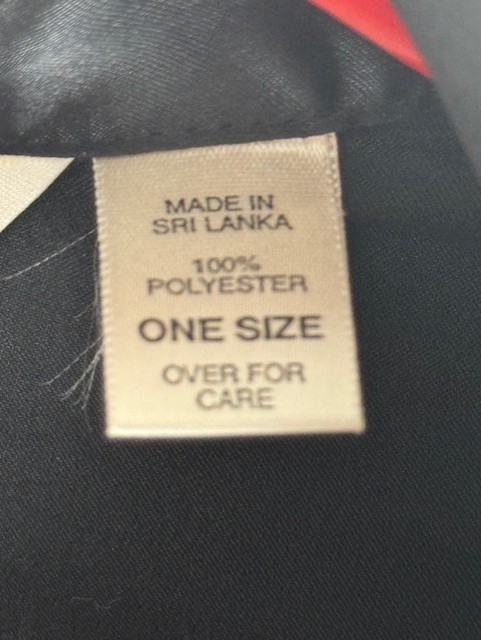 MADE IN
SRI LANKA
100%
POLYESTER
ONE SIZE
OVER FOR
CARE